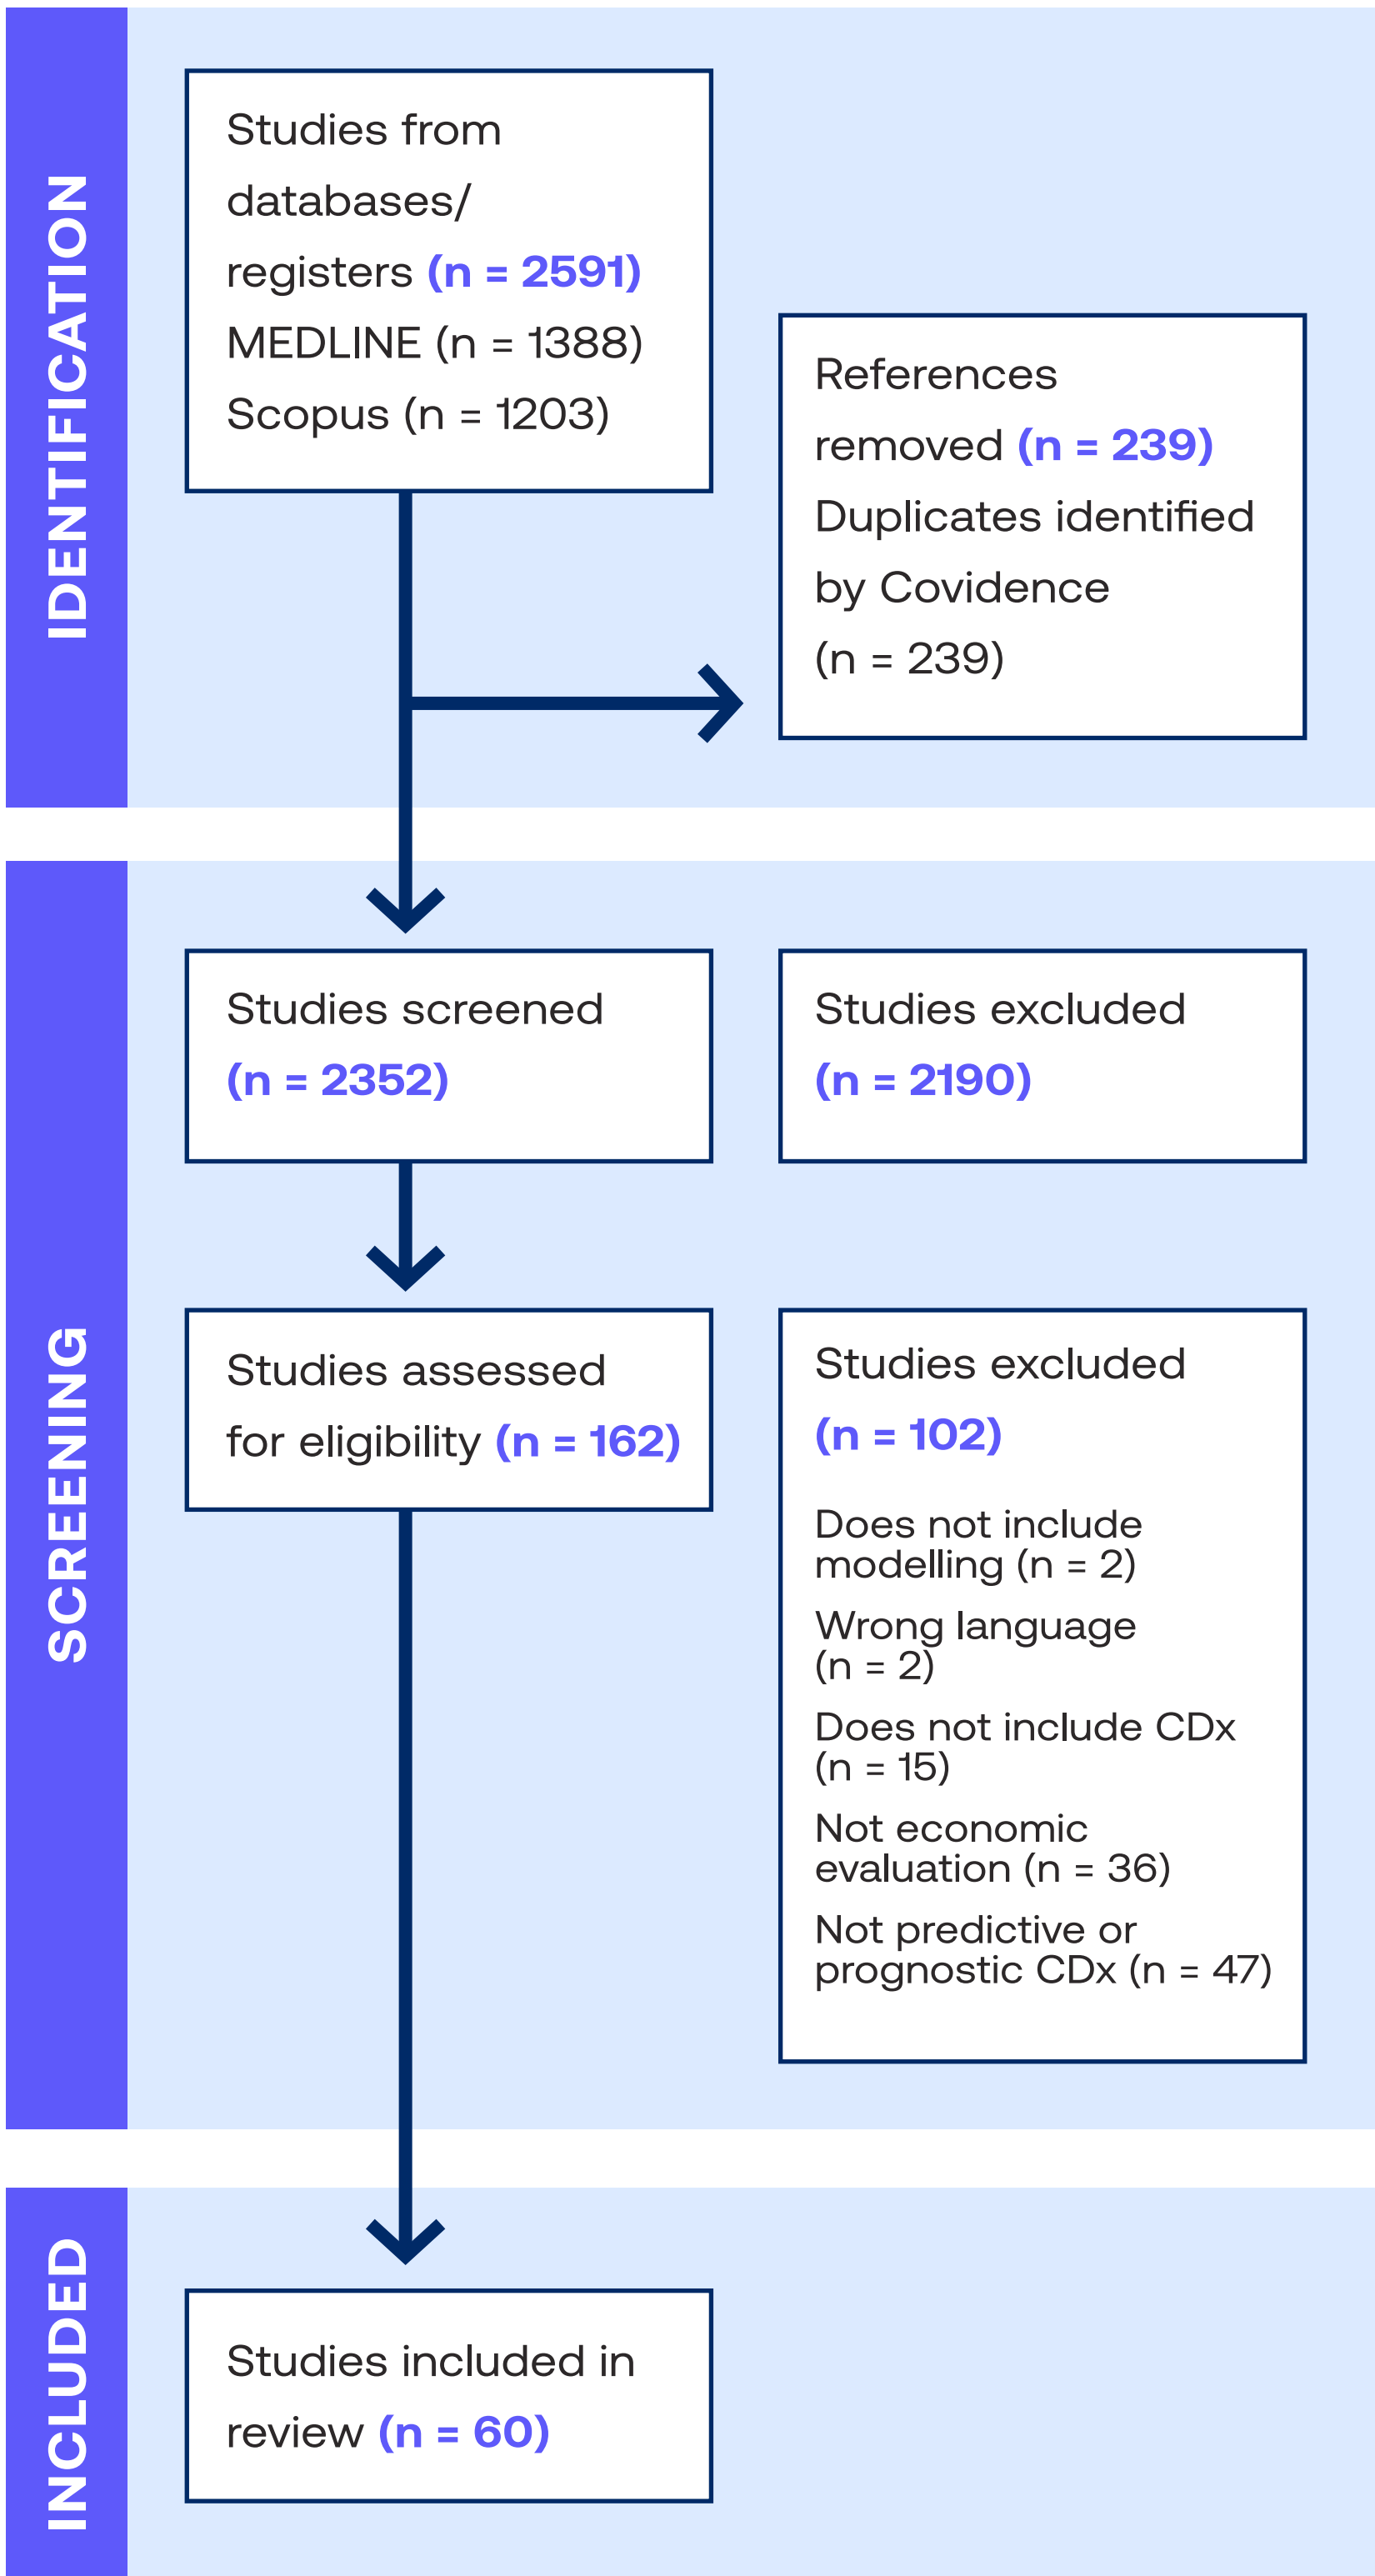 IDENTIFICATION
Studies from
databases/
registers (n = 2591)
MEDLINE (n = 1388)
Scopus (n = 1203)
References
removed (n = 239)
Duplicates identified
by Covidence
(n = 239)
SCREENING
Studies screened
(n = 2352)
Studies excluded
(n = 2190)
Studies assessed
for eligibility (n = 162)
Studies excluded
(n = 102)
Does not include
modelling (n = 2)
Wrong language
(n = 2)
Does not include CDx
(n = 15)
Not economic
evaluation (n = 36)
Not predictive or
prognostic CDx (n = 47)
INCLUDED
Studies included in
review (n = 60)